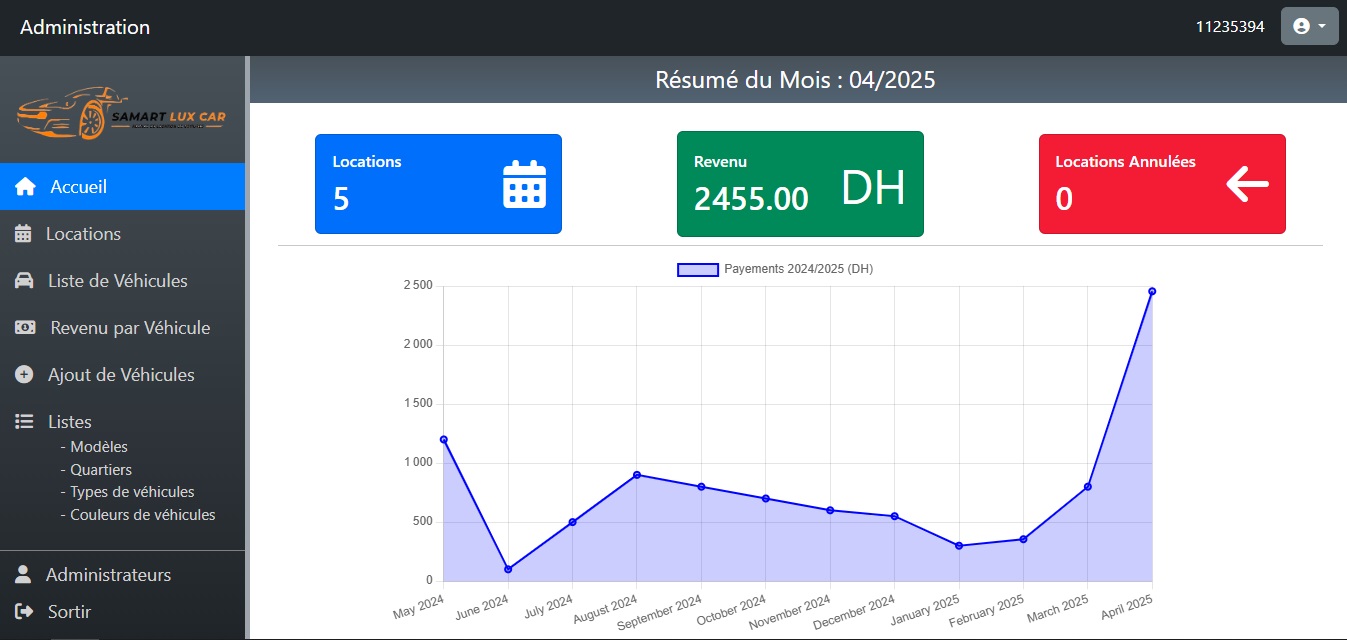 Administration
11235394
SAMART LUX CAR
Accueil
Locations
Liste de Véhicules
Revenu par Véhicule
Ajout de Véhicules
Listes
- Modèles
- Quartiers
- Types de véhicules
- Couleurs de véhicules
Administrateurs
Sortir
Résumé du Mois : 04/2025
Locations
5
Revenu
2455.00
DH
Locations Annulées
0
Payements 2024/2025 (DH)
2 500
2 000
1 500
1 000
500
0
May 2024
June 2024
July 2024
August 2024
September 2024
October 2024
November 2024
December 2024
January 2025
February 2025
March 2025
April 2025